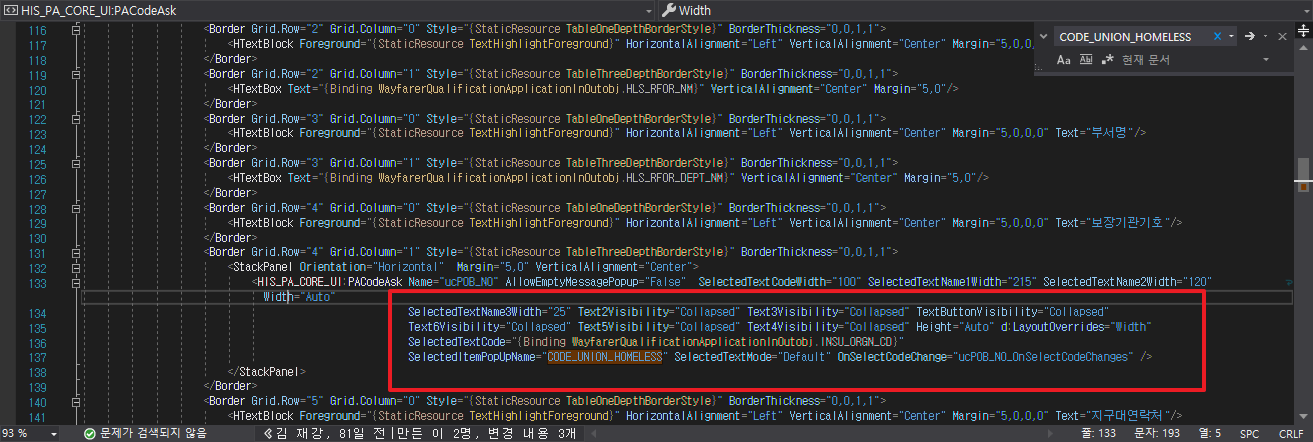 HIS_PA_CORE_UI:PACodeAsk
Width
CODE_UNION_HOMELESS
Aa Ab .* 현재 문서
116 <Border Grid.Row="2" Grid.Column="0" Style="{StaticResource TableOneDepthBorderStyle}" BorderThickness="0,0,1,1">
117 <HTextBlock Foreground="{StaticResource TextHighlightForeground}" HorizontalAlignment="Left" VerticalAlignment="Center" Margin="5,0,0,
118 </Border>
119 <Border Grid.Row="2" Grid.Column="1" Style="{StaticResource TableThreeDepthBorderStyle}" BorderThickness="0,0,1,1">
120 <HTextBox Text="{Binding WayfarerQualificationApplicationInOutobj.HLS_RFOR_NM}" VerticalAlignment="Center" Margin="5,0"/>
121 </Border>
122 <Border Grid.Row="3" Grid.Column="0" Style="{StaticResource TableOneDepthBorderStyle}" BorderThickness="0,0,1,1">
123 <HTextBlock Foreground="{StaticResource TextHighlightForeground}" HorizontalAlignment="Left" VerticalAlignment="Center" Margin="5,0,0,0" Text="부서명"/>
124 </Border>
125 <Border Grid.Row="3" Grid.Column="1" Style="{StaticResource TableThreeDepthBorderStyle}" BorderThickness="0,0,1,1">
126 <HTextBox Text="{Binding WayfarerQualificationApplicationInOutobj.HLS_RFOR_DEPT_NM}" VerticalAlignment="Center" Margin="5,0"/>
127 </Border>
128 <Border Grid.Row="4" Grid.Column="0" Style="{StaticResource TableOneDepthBorderStyle}" BorderThickness="0,0,1,1">
129 <HTextBlock Foreground="{StaticResource TextHighlightForeground}" HorizontalAlignment="Left" VerticalAlignment="Center" Margin="5,0,0,0" Text="보장기관기호"/>
130 </Border>
131 <Border Grid.Row="4" Grid.Column="1" Style="{StaticResource TableThreeDepthBorderStyle}" BorderThickness="0,0,1,1">
132 <StackPanel Orientation="Horizontal" Margin="5,0" VerticalAlignment="Center">
133 <HIS_PA_CORE_UI:PACodeAsk Name="ucPOB_NO" AllowEmptyMessagePopup="False" SelectedTextCodeWidth="100" SelectedTextName1Width="215" SelectedTextName2Width="120"
Width="Auto"
134 SelectedTextName3Width="25" Text2Visibility="Collapsed" Text3Visibility="Collapsed" TextButtonVisibility="Collapsed"
135 Text6Visibility="Collapsed" Text5Visibility="Collapsed" Text4Visibility="Collapsed" Height="Auto" d:LayoutOverrides="Width"
136 SelectedTextCode="{Binding WayfarerQualificationApplicationInOutobj.INSU_ORGN_CD}"
137 SelectedItemPopUpName="CODE_UNION_HOMELESS" SelectedTextMode="Default" OnSelectCodeChange="ucPOB_NO_OnSelectCodeChanges" />
138 </StackPanel>
139 </Border>
140 <Border Grid.Row="5" Grid.Column="0" Style="{StaticResource TableOneDepthBorderStyle}" BorderThickness="0,0,1,1">
141 <HTextBlock Foreground="{StaticResource TextHighlightForeground}" HorizontalAlignment="Left" VerticalAlignment="Center" Margin="5,0,0,0" Text="지구대연락처"/>
93 % 문제가 검색되지 않음 김 재강, 81일 전 | 만든 이 2명, 변경 내용 3개 줄: 133 문자: 193 열: 5 SPC CRLF